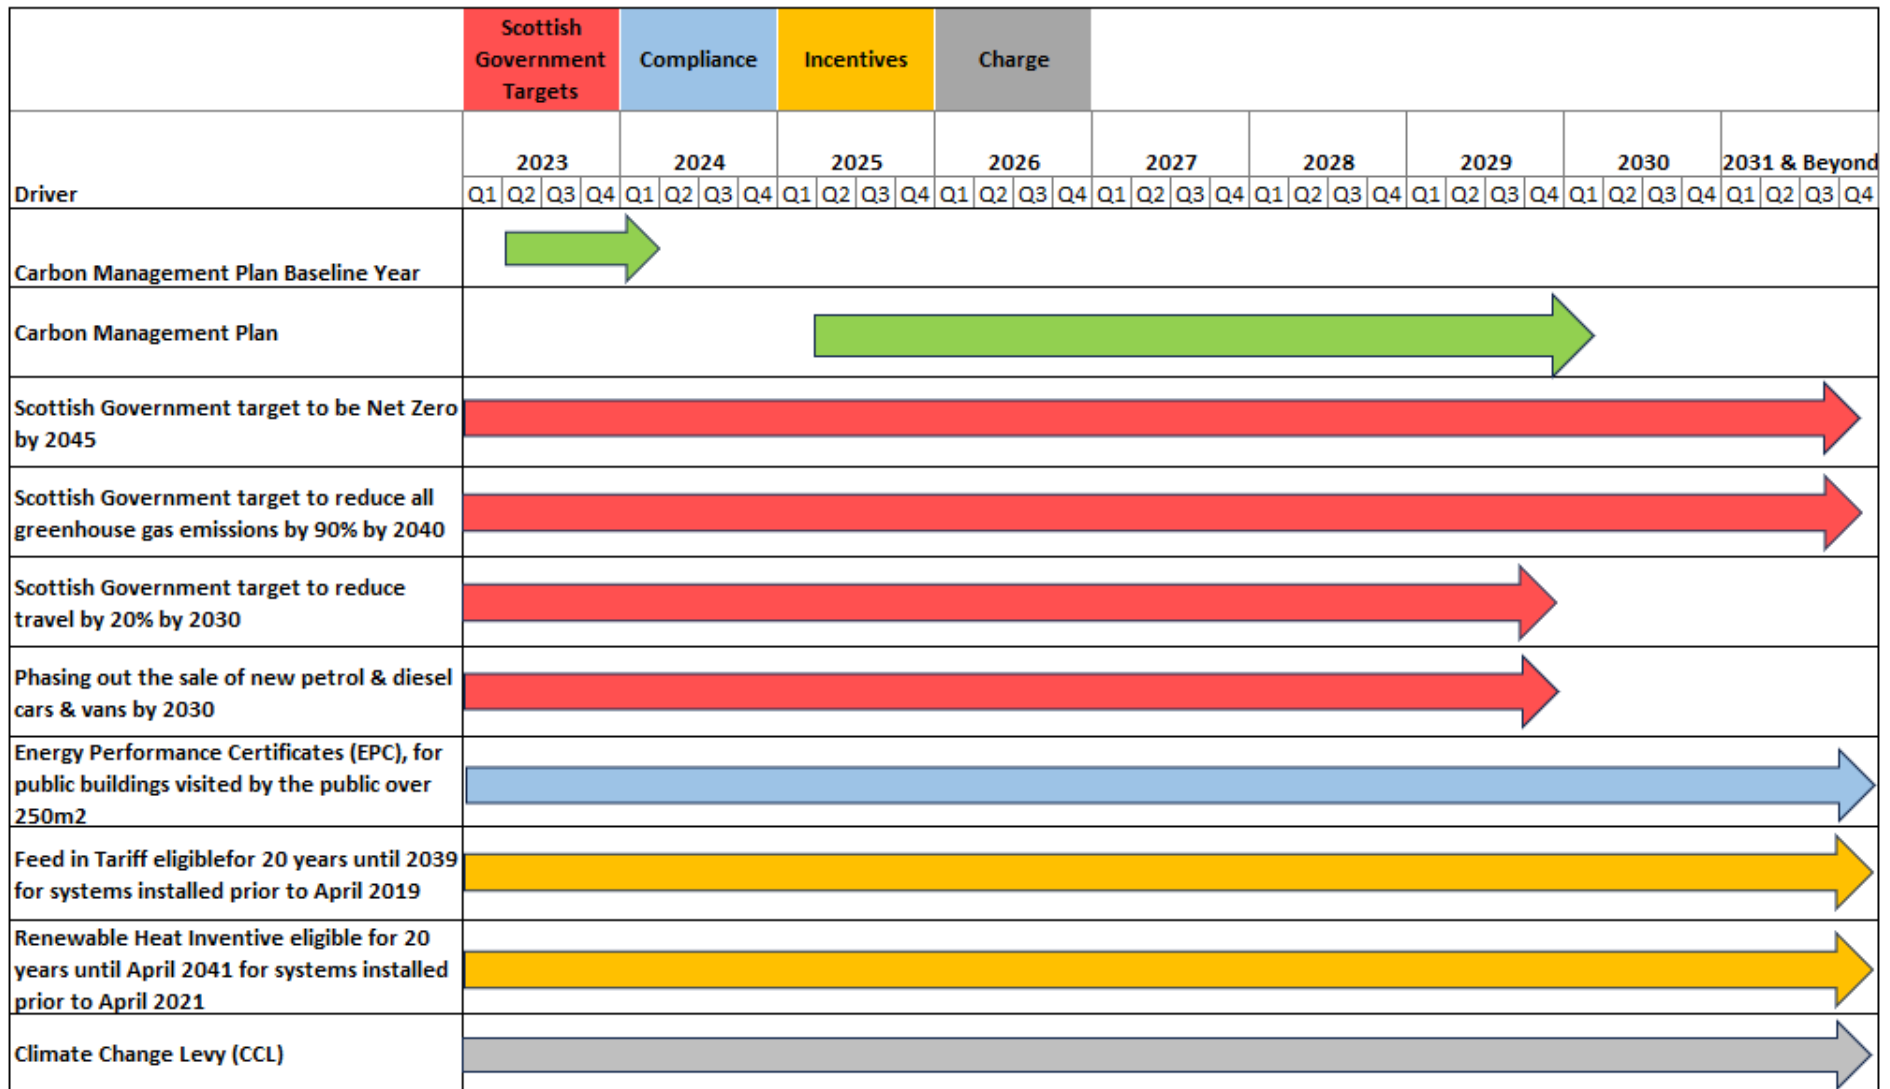 Scottish
Government
Targets
Compliance
Incentives
Charge
Driver
2023
2024
2025
2026
2027
2028
2029
2030
2031 & Beyond
Q1 Q2 Q3 Q4 Q1 Q2 Q3 Q4 Q1 Q2 Q3 Q4 Q1 Q2 Q3 Q4 Q1 Q2 Q3 Q4 Q1 Q2 Q3 Q4 Q1 Q2 Q3 Q4 Q1 Q2 Q3 Q4 Q1 Q2 Q3 Q4
Carbon Management Plan Baseline Year
Carbon Management Plan
Scottish Government target to be Net Zero
by 2045
Scottish Government target to reduce all
greenhouse gas emissions by 90% by 2040
Scottish Government target to reduce
travel by 20% by 2030
Phasing out the sale of new petrol & diesel
cars & vans by 2030
Energy Performance Certificates (EPC), for
public buildings visited by the public over
250m2
Feed in Tariff eligiblefor 20 years until 2039
for systems installed prior to April 2019
Renewable Heat Inventive eligible for 20
years until April 2041 for systems installed
prior to April 2021
Climate Change Levy (CCL)